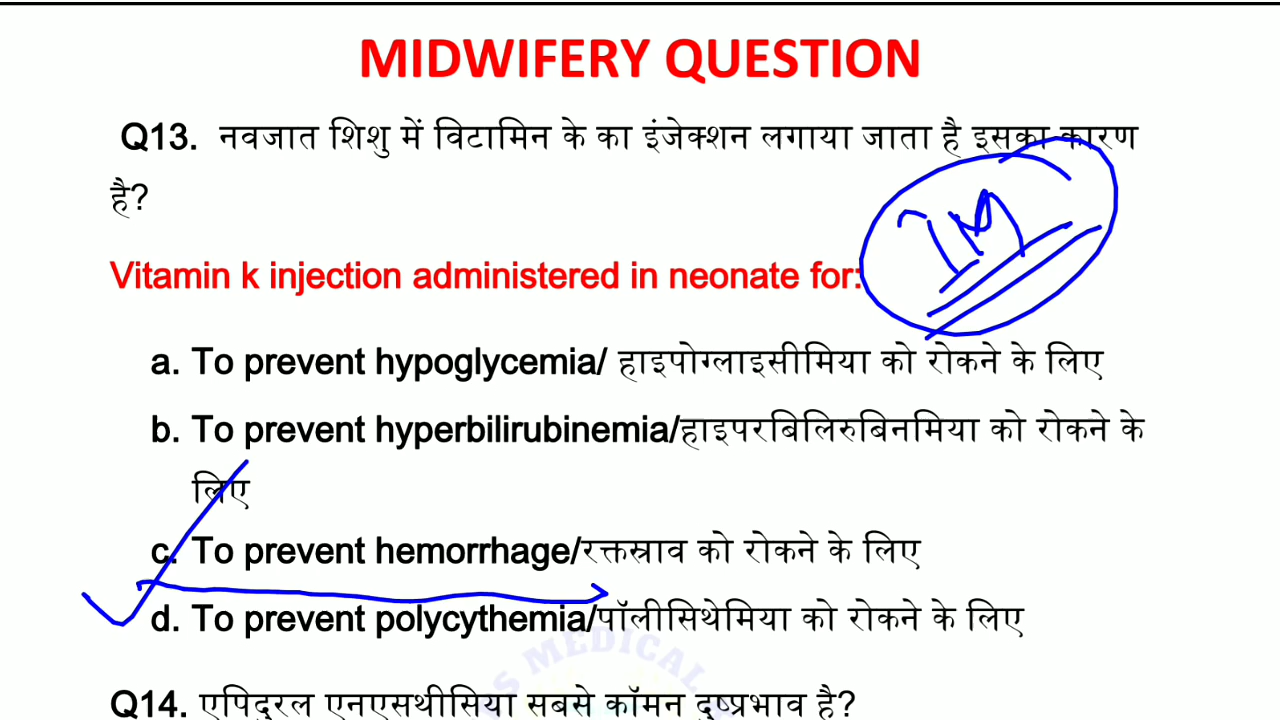 MIDWIFERY QUESTION
Q13. नवजात शिशु में विटामिन के का इंजेक्शन लगाया जाता है इसका कारण
है?
IM
Vitamin k injection administered in neonate for:
a. To prevent hypoglycemia/ हाइपोग्लाइसीमिया को रोकने के लिए
b. To prevent hyperbilirubinemia/हाइपरबिलिरुबिनमिया को रोकने के
लिए
c. To prevent hemorrhage/रक्तस्राव को रोकने के लिए
d. To prevent polycythemia/पॉलीसिथेमिया को रोकने के लिए
S MEDICAL
Q14. एपिदुरल एनएसथीसिया सबसे कॉमन दुष्प्रभाव है?